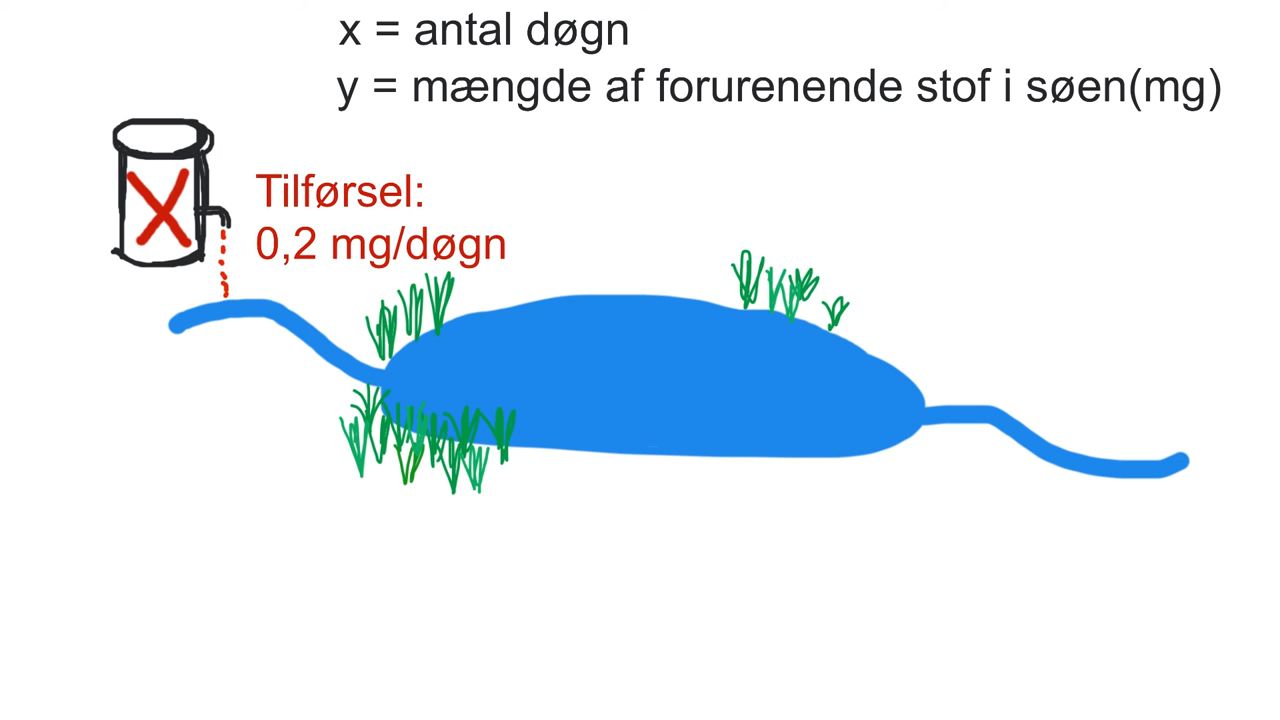 x = antal døgn
y = mængde af forurenende stof i søen(mg)
Tilførsel:
0,2 mg/døgn
X